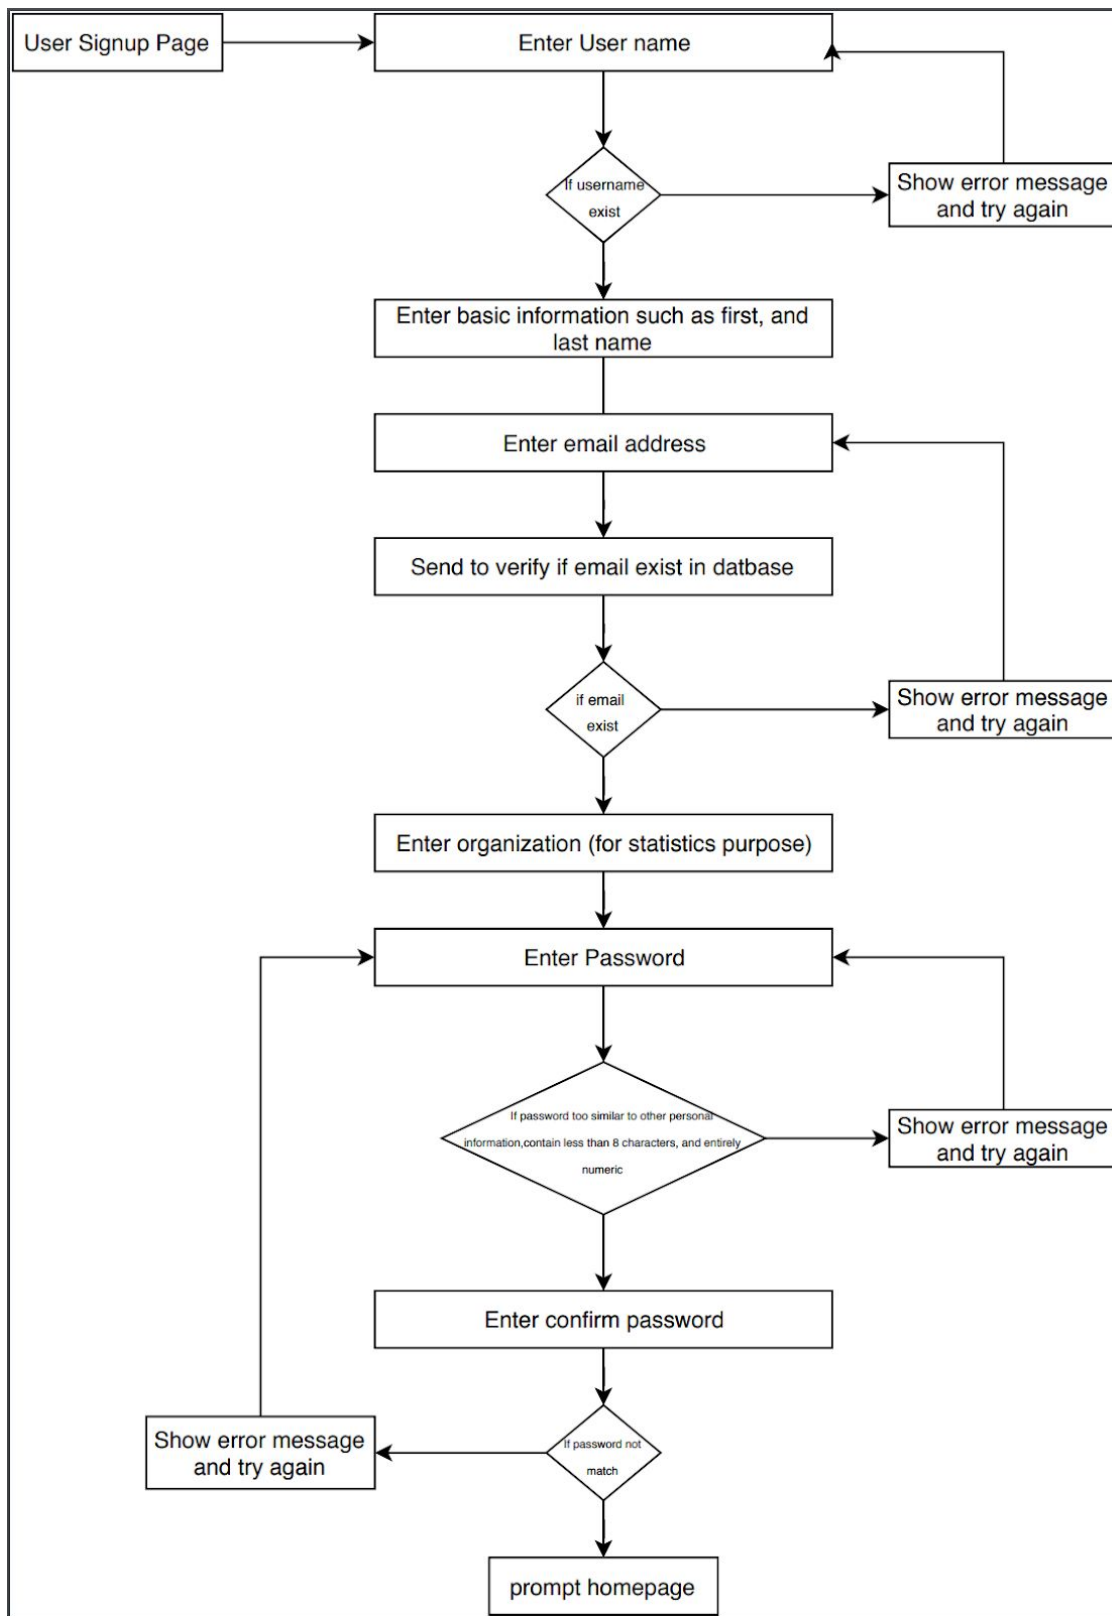 User Signup Page
Enter User name
If username
exist
Show error message
and try again
Enter basic information such as first, and
last name
Enter email address
Send to verify if email exist in datbase
if email
exist
Show error message
and try again
Enter organization (for statistics purpose)
Enter Password
If password too similar to other personal
information,contain less than 8 characters, and entirely
numeric
Show error message
and try again
Enter confirm password
Show error message
and try again
If password not
match
prompt homepage